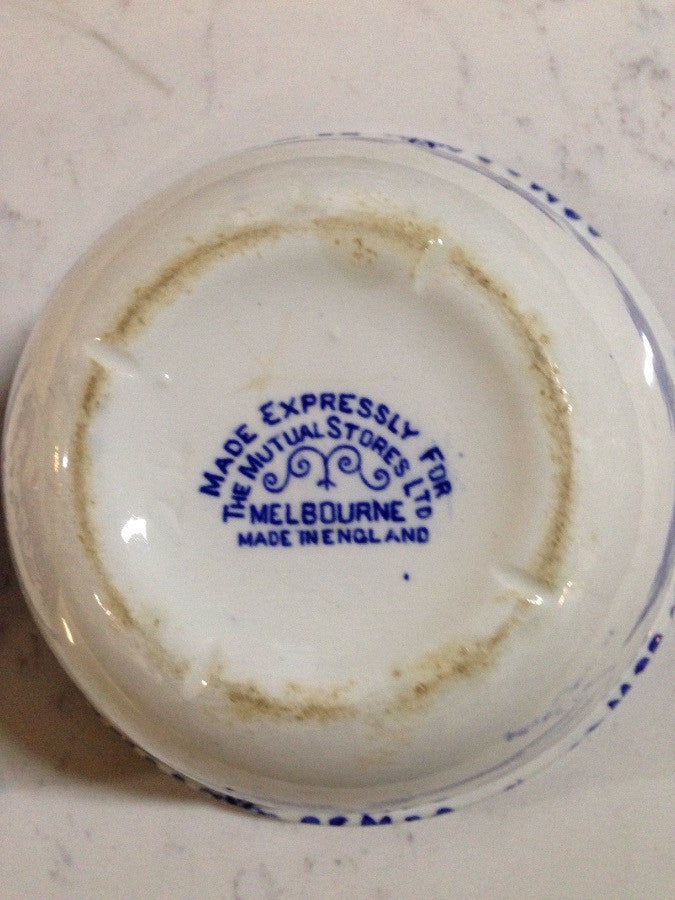 MADE EXPRESSLY FOR
THE MUTUAL STORES LTD
MELBOURNE
MADE IN ENGLAND